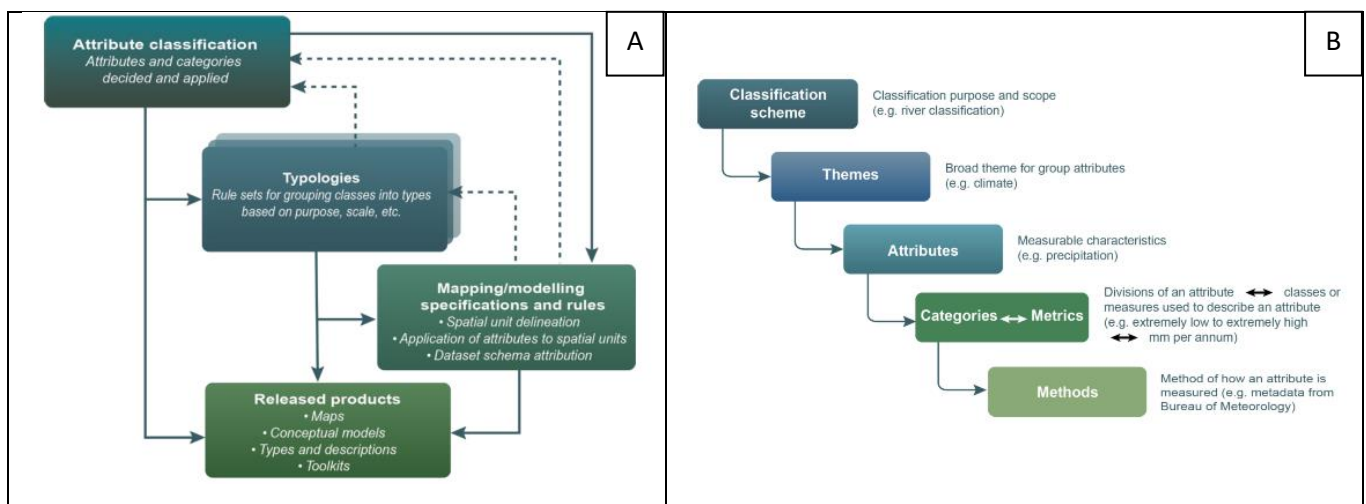 A
Attribute classification
Attributes and categories
decided and applied
Typologies
Rule sets for grouping classes into types
based on purpose, scale, etc.
Mapping/modelling
specifications and rules
• Spatial unit delineation
• Application of attributes to spatial units
• Dataset schema attribution
Released products
• Maps
• Conceptual models
• Types and descriptions
• Toolkits
B
Classification
scheme
Classification purpose and scope
(e.g. river classification)
Themes
Broad theme for group attributes
(e.g. climate)
Attributes
Measurable characteristics
(e.g. precipitation)
Categories ↔ Metrics
Divisions of an attribute ↔ classes or
measures used to describe an attribute
(e.g. extremely low to extremely high
↔ mm per annum)
Methods
Method of how an attribute is
measured (e.g. metadata from
Bureau of Meteorology)